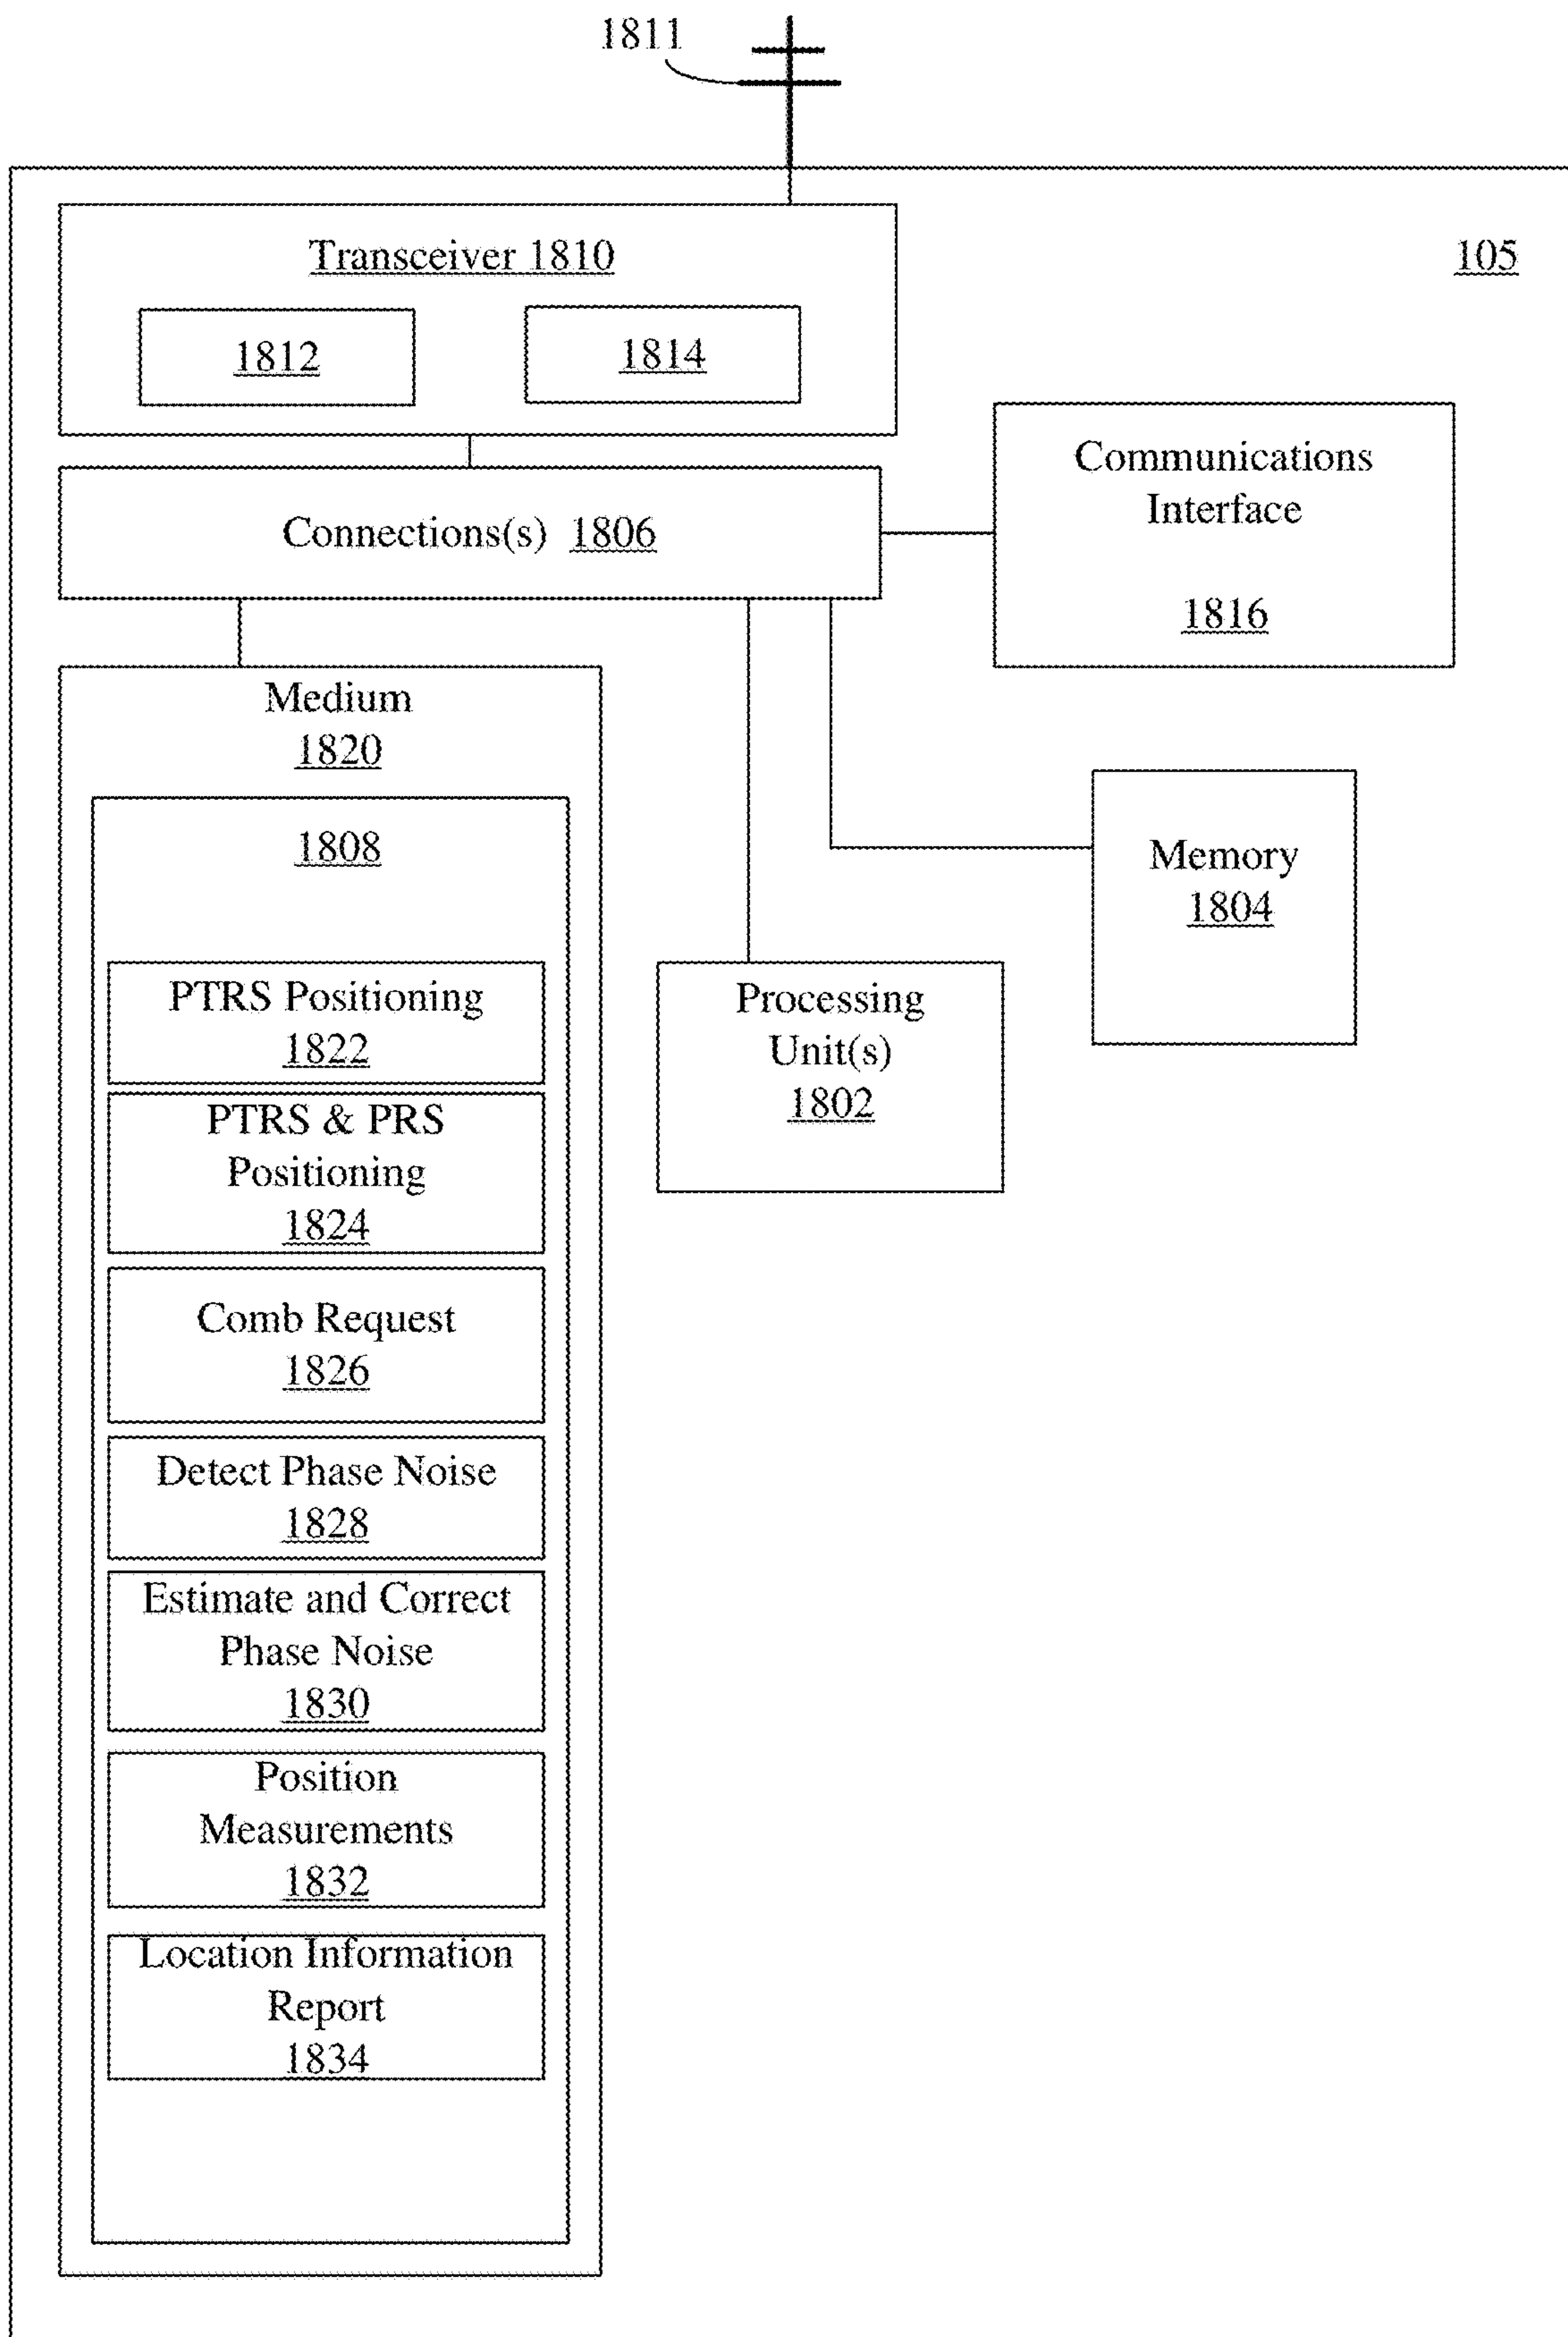 1811
Transceiver 1810
105
1812
1814
Communications
Interface
1816
Connections(s) 1806
Medium
1820
1808
Memory
1804
Processing
Unit(s)
1802
PTRS Positioning
1822
PTRS & PRS
Positioning
1824
Comb Request
1826
Detect Phase Noise
1828
Estimate and Correct
Phase Noise
1830
Position
Measurements
1832
Location Information
Report
1834